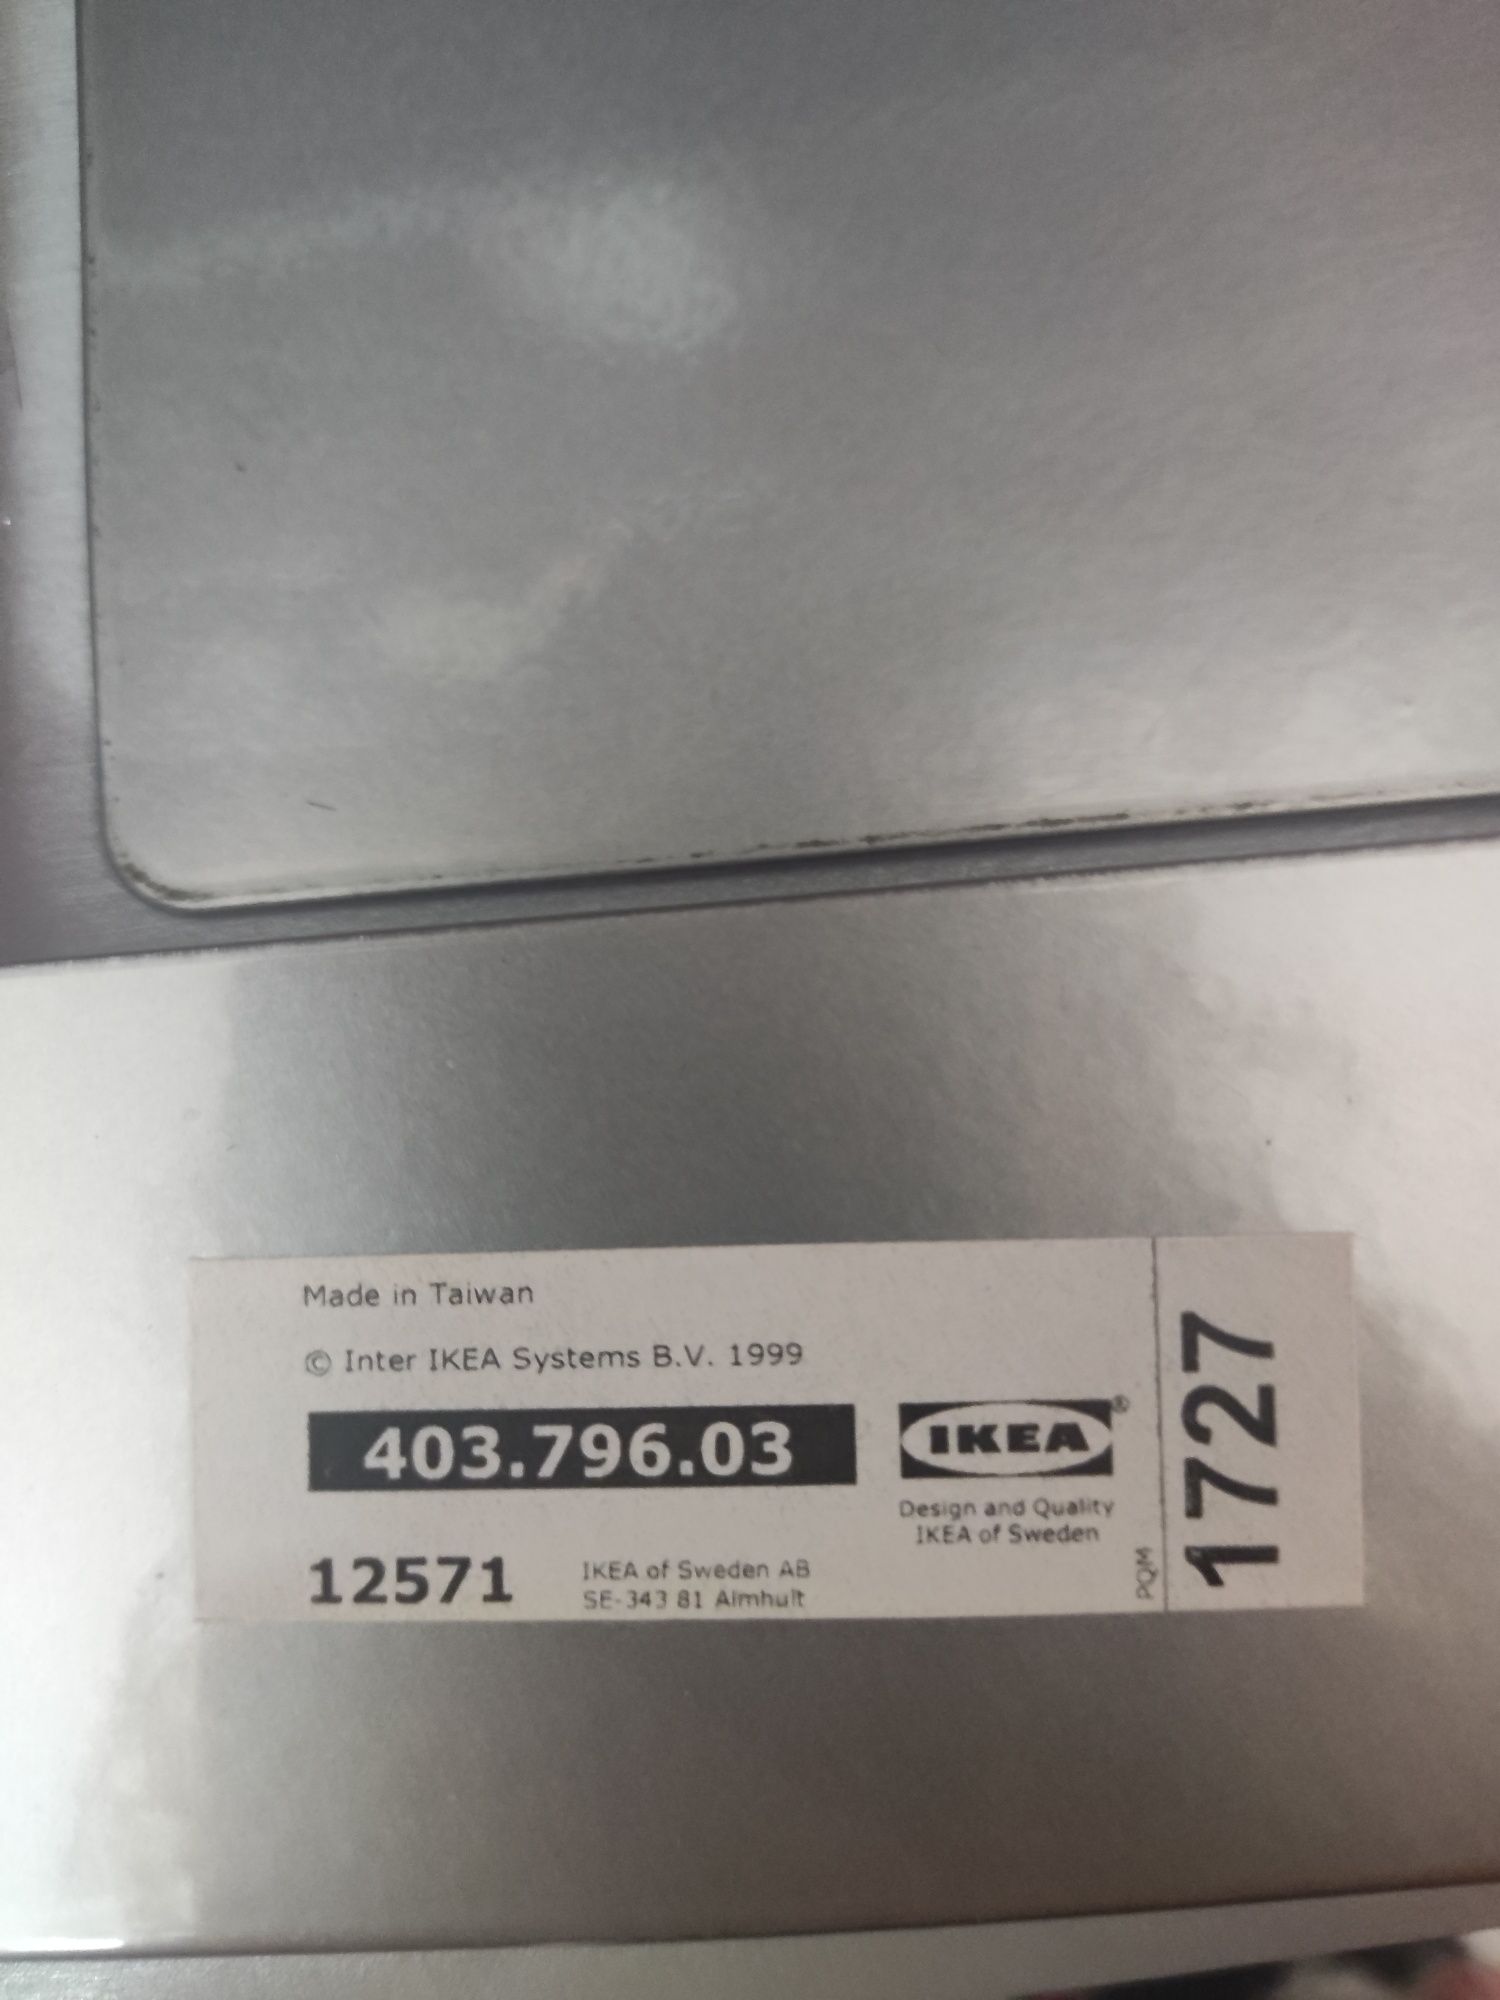 Made in Taiwan
© Inter IKEA Systems B.V. 1999
403.796.03
IKEA®
Design and Quality
IKEA of Sweden
12571
IKEA of Sweden AB
SE-343 81 Älmhult
PQM
1727